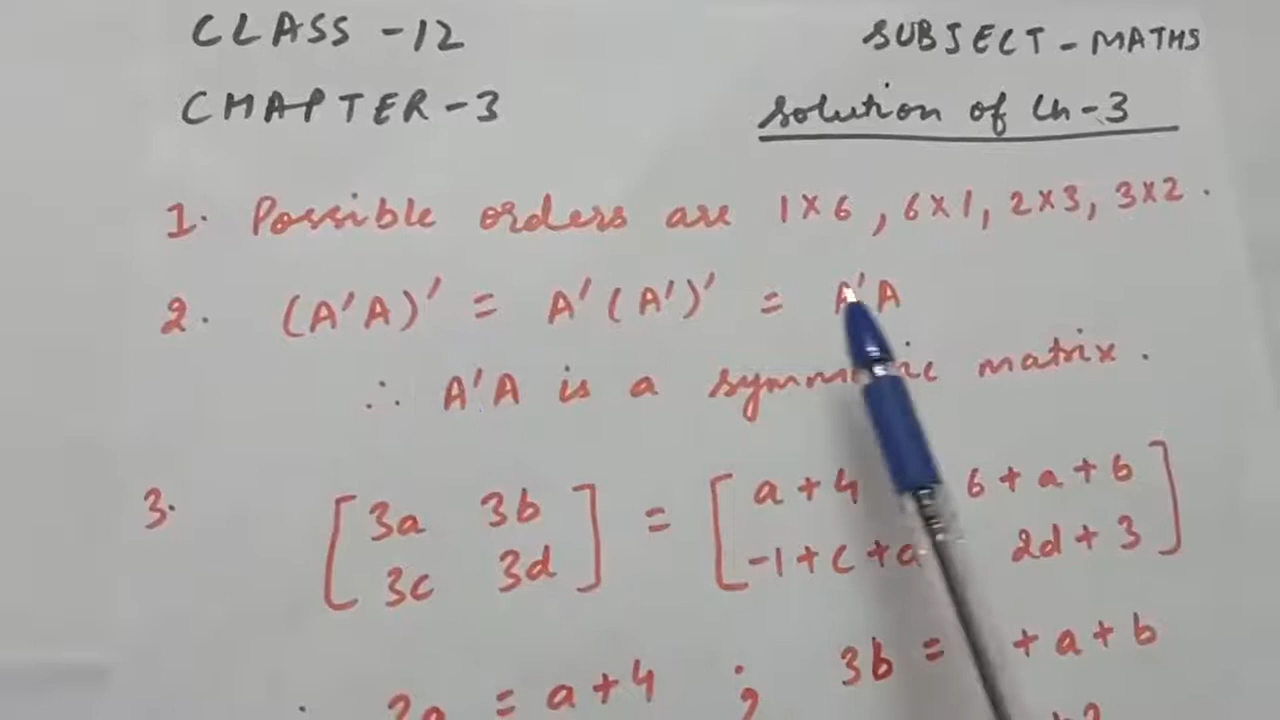 CLASS - 12
SUBJECT - MATHS
CHAPTER - 3
Solution of Ch - 3
1. Possible orders are 1×6, 6×1, 2×3, 3×2.
2. (A'A)' = A'(A')' = A'A
∴ A'A is a matrix.
3. [3a 3b] = [a+4 6+a+b]
[3c 3d] [-1+c+ 2d+3]
= a+4 ; 3b = +a+b